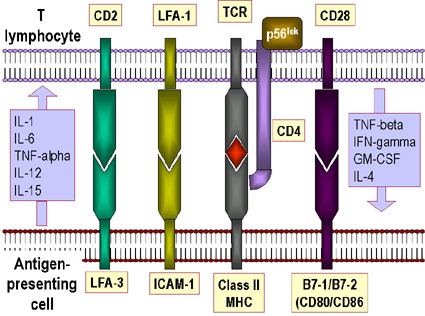 T
lymphocyte
CD2
LFA-1
TCR
CD28
p56lck
IL-1
IL-6
TNF-alpha
IL-12
IL-15
CD4
TNF-beta
IFN-gamma
GM-CSF
IL-4
Antigen-
presenting
cell
LFA-3
ICAM-1
Class II
MHC
B7-1/B7-2
(CD80/CD86